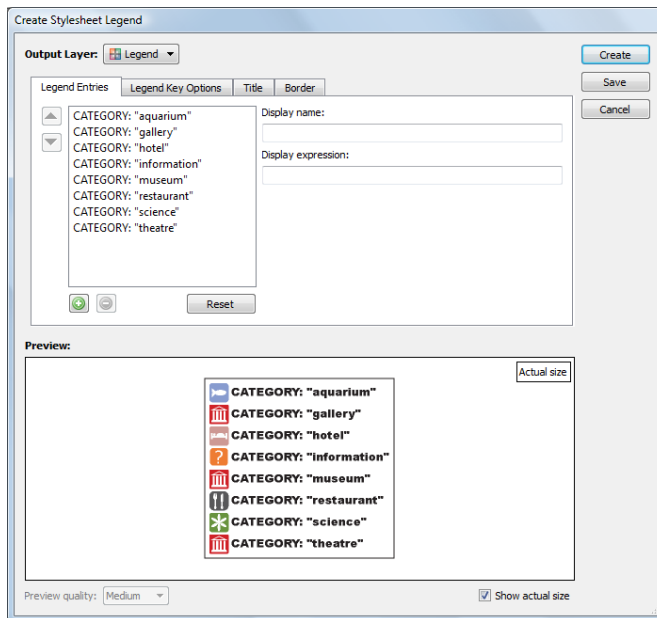 Create Stylesheet Legend
Output Layer: Legend
Create
Save
Cancel
Legend Entries Legend Key Options Title Border
CATEGORY: "aquarium"
CATEGORY: "gallery"
CATEGORY: "hotel"
CATEGORY: "information"
CATEGORY: "museum"
CATEGORY: "restaurant"
CATEGORY: "science"
CATEGORY: "theatre"
Display name:
Display expression:
Reset
Preview:
Actual size
CATEGORY: "aquarium"
CATEGORY: "gallery"
CATEGORY: "hotel"
? CATEGORY: "information"
CATEGORY: "museum"
CATEGORY: "restaurant"
CATEGORY: "science"
CATEGORY: "theatre"
Preview quality: Medium
Show actual size